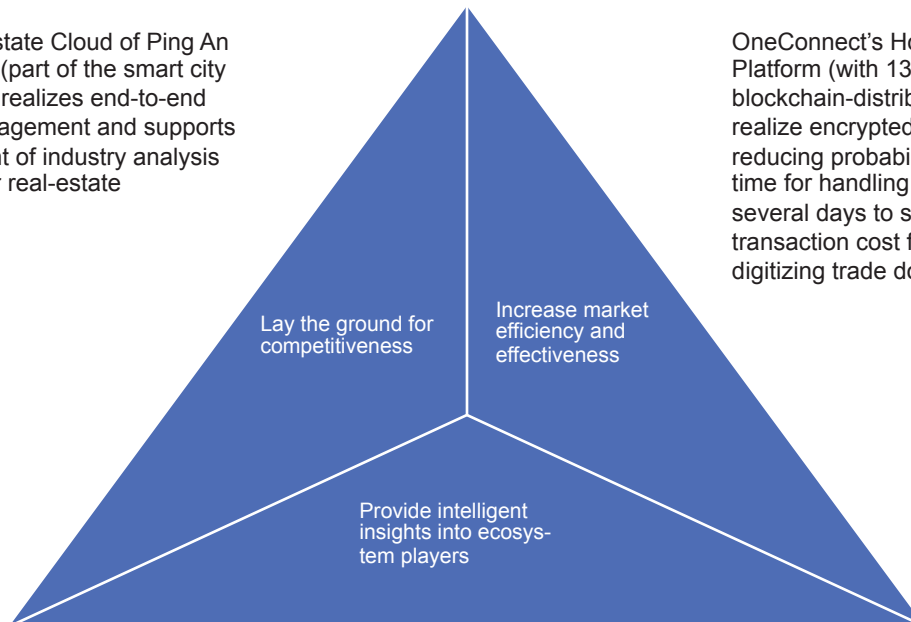 state Cloud of Ping An
(part of the smart city
realizes end-to-end
agement and supports
t of industry analysis
real-estate
OneConnect’s
Platform (with 13
blockchain-distrib
realize encrypted
reducing probabi
time for handling
several days to s
transaction cost f
digitizing trade do
Lay the ground for
competitiveness
Increase market
efficiency and
effectiveness
Provide intelligent
insights into ecosys-
tem players